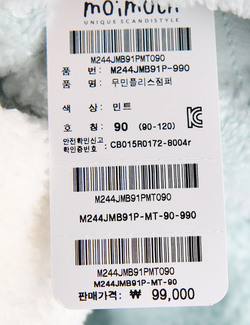 moimoln
UNIQUE SCANDISTYLE
M244JMB91PMT090
품 번: M244JMB91P-990
품 명: 무민플리스점퍼
색 상: 민트
호 칭: 90 (90-120)
안전확인신고
확인증번호 : CB015R0172-8004r
M244JMB91PMT090
M244JMB91P-MT-90-990
M244JMB91PMT090
M244JMB91P-MT-90
판매가격: ₩ 99,000